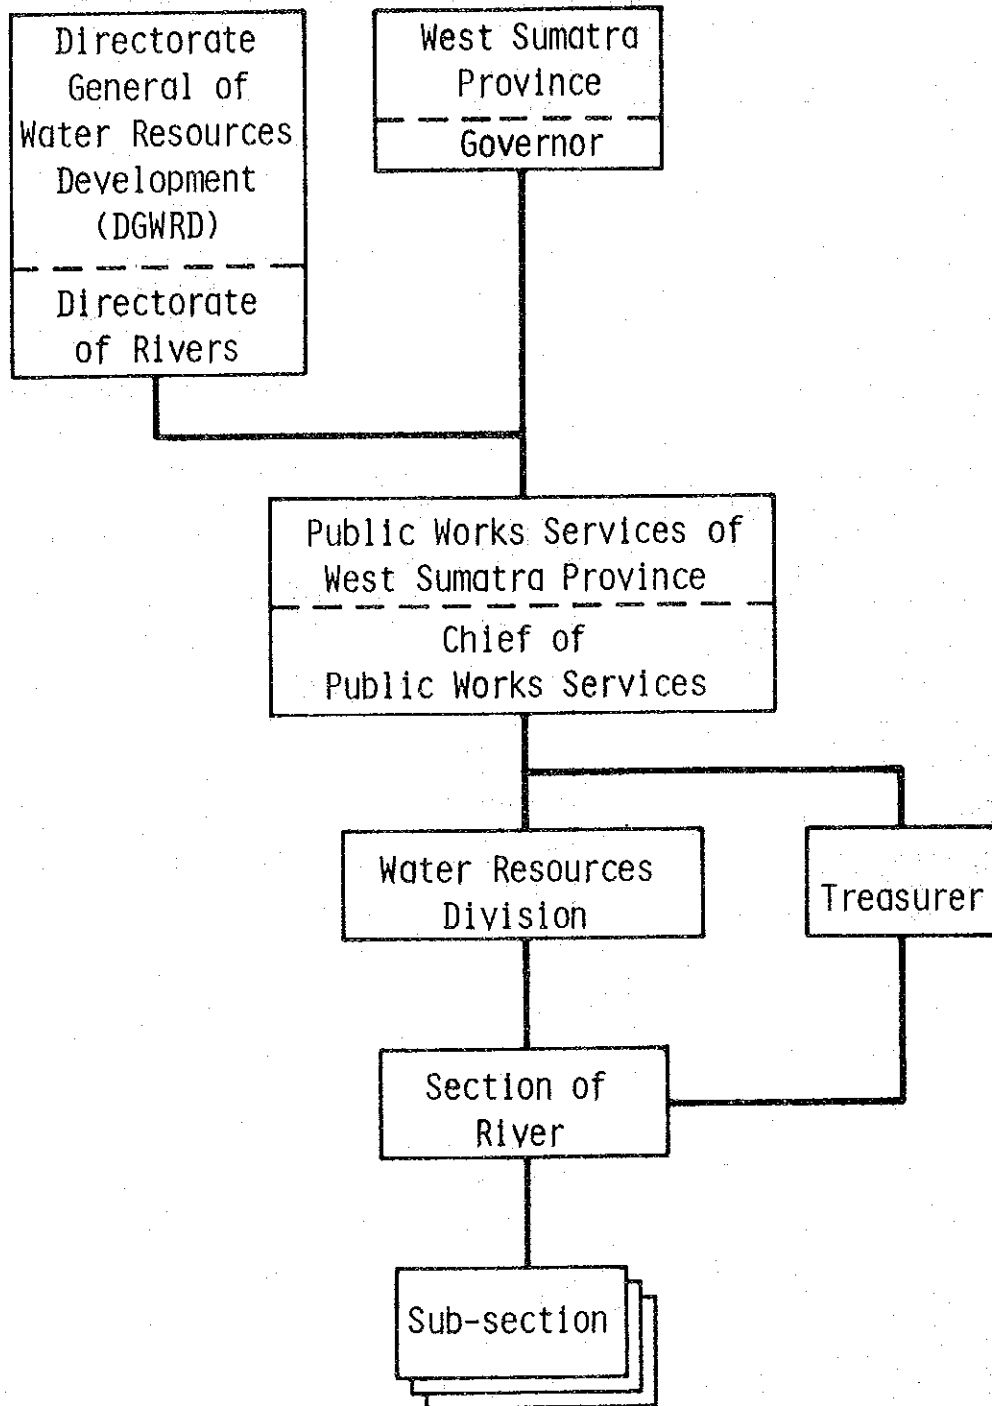 Directorate
General of
Water Resources
Development
(DGWRD)
Directorate
of Rivers
West Sumatra
Province
Governor
Public Works Services of
West Sumatra Province
Chief of
Public Works Services
Water Resources
Division
Treasurer
Section of
River
Sub-section